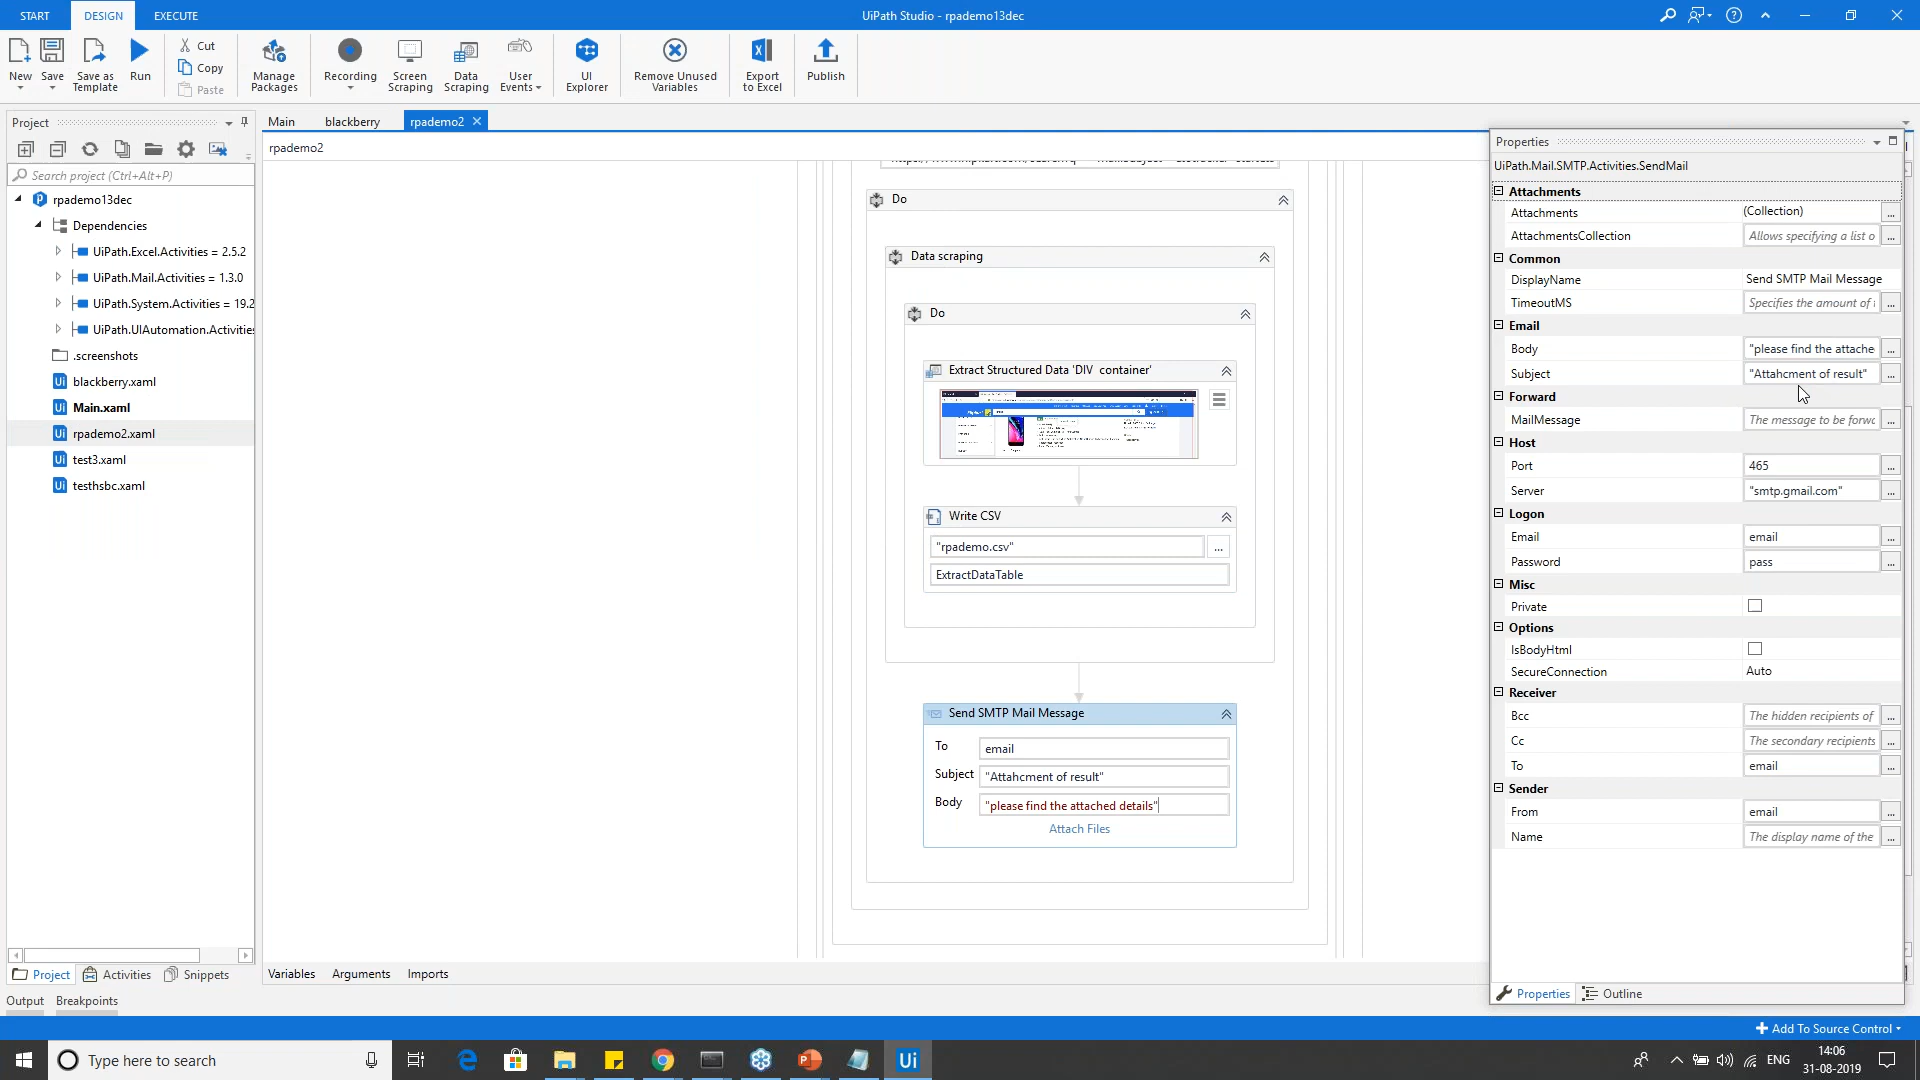 START
DESIGN
EXECUTE
UiPath Studio - rpademo13dec
New
Save
Save as Template
Run
Cut
Copy
Paste
Manage Packages
Recording
Screen Scraping
Data Scraping
User Events
UI Explorer
Remove Unused Variables
Export to Excel
Publish
Project
Search project (Ctrl+Alt+P)
rpademo13dec
Dependencies
UiPath.Excel.Activities = 2.5.2
UiPath.Mail.Activities = 1.3.0
UiPath.System.Activities = 19.2
UiPath.UIAutomation.Activities
.screenshots
blackberry.xaml
Main.xaml
rpademo2.xaml
test3.xaml
testhsbc.xaml
Project
Activities
Snippets
Output
Breakpoints
Main
blackberry
rpademo2
rpademo2
Do
Data scraping
Do
Extract Structured Data 'DIV container'
Write CSV
"rpademo.csv"
...
ExtractDataTable
Send SMTP Mail Message
To
email
Subject
"Attahcment of result"
Body
"please find the attached details"
Attach Files
Variables
Arguments
Imports
Properties
UiPath.Mail.SMTP.Activities.SendMail
Attachments
Attachments (Collection) ...
AttachmentsCollection Allows specifying a list o ...
Common
DisplayName Send SMTP Mail Message
TimeoutMS Specifies the amount of t ...
Email
Body "please find the attache ...
Subject "Attahcment of result" ...
Forward
MailMessage The message to be forwa ...
Host
Port 465 ...
Server "smtp.gmail.com" ...
Logon
Email email ...
Password pass ...
Misc
Private
Options
IsBodyHtml
SecureConnection Auto
Receiver
Bcc The hidden recipients of ...
Cc The secondary recipients ...
To email ...
Sender
From email ...
Name The display name of the ...
Properties
Outline
Add To Source Control
Type here to search
ENG
14:06
31-08-2019